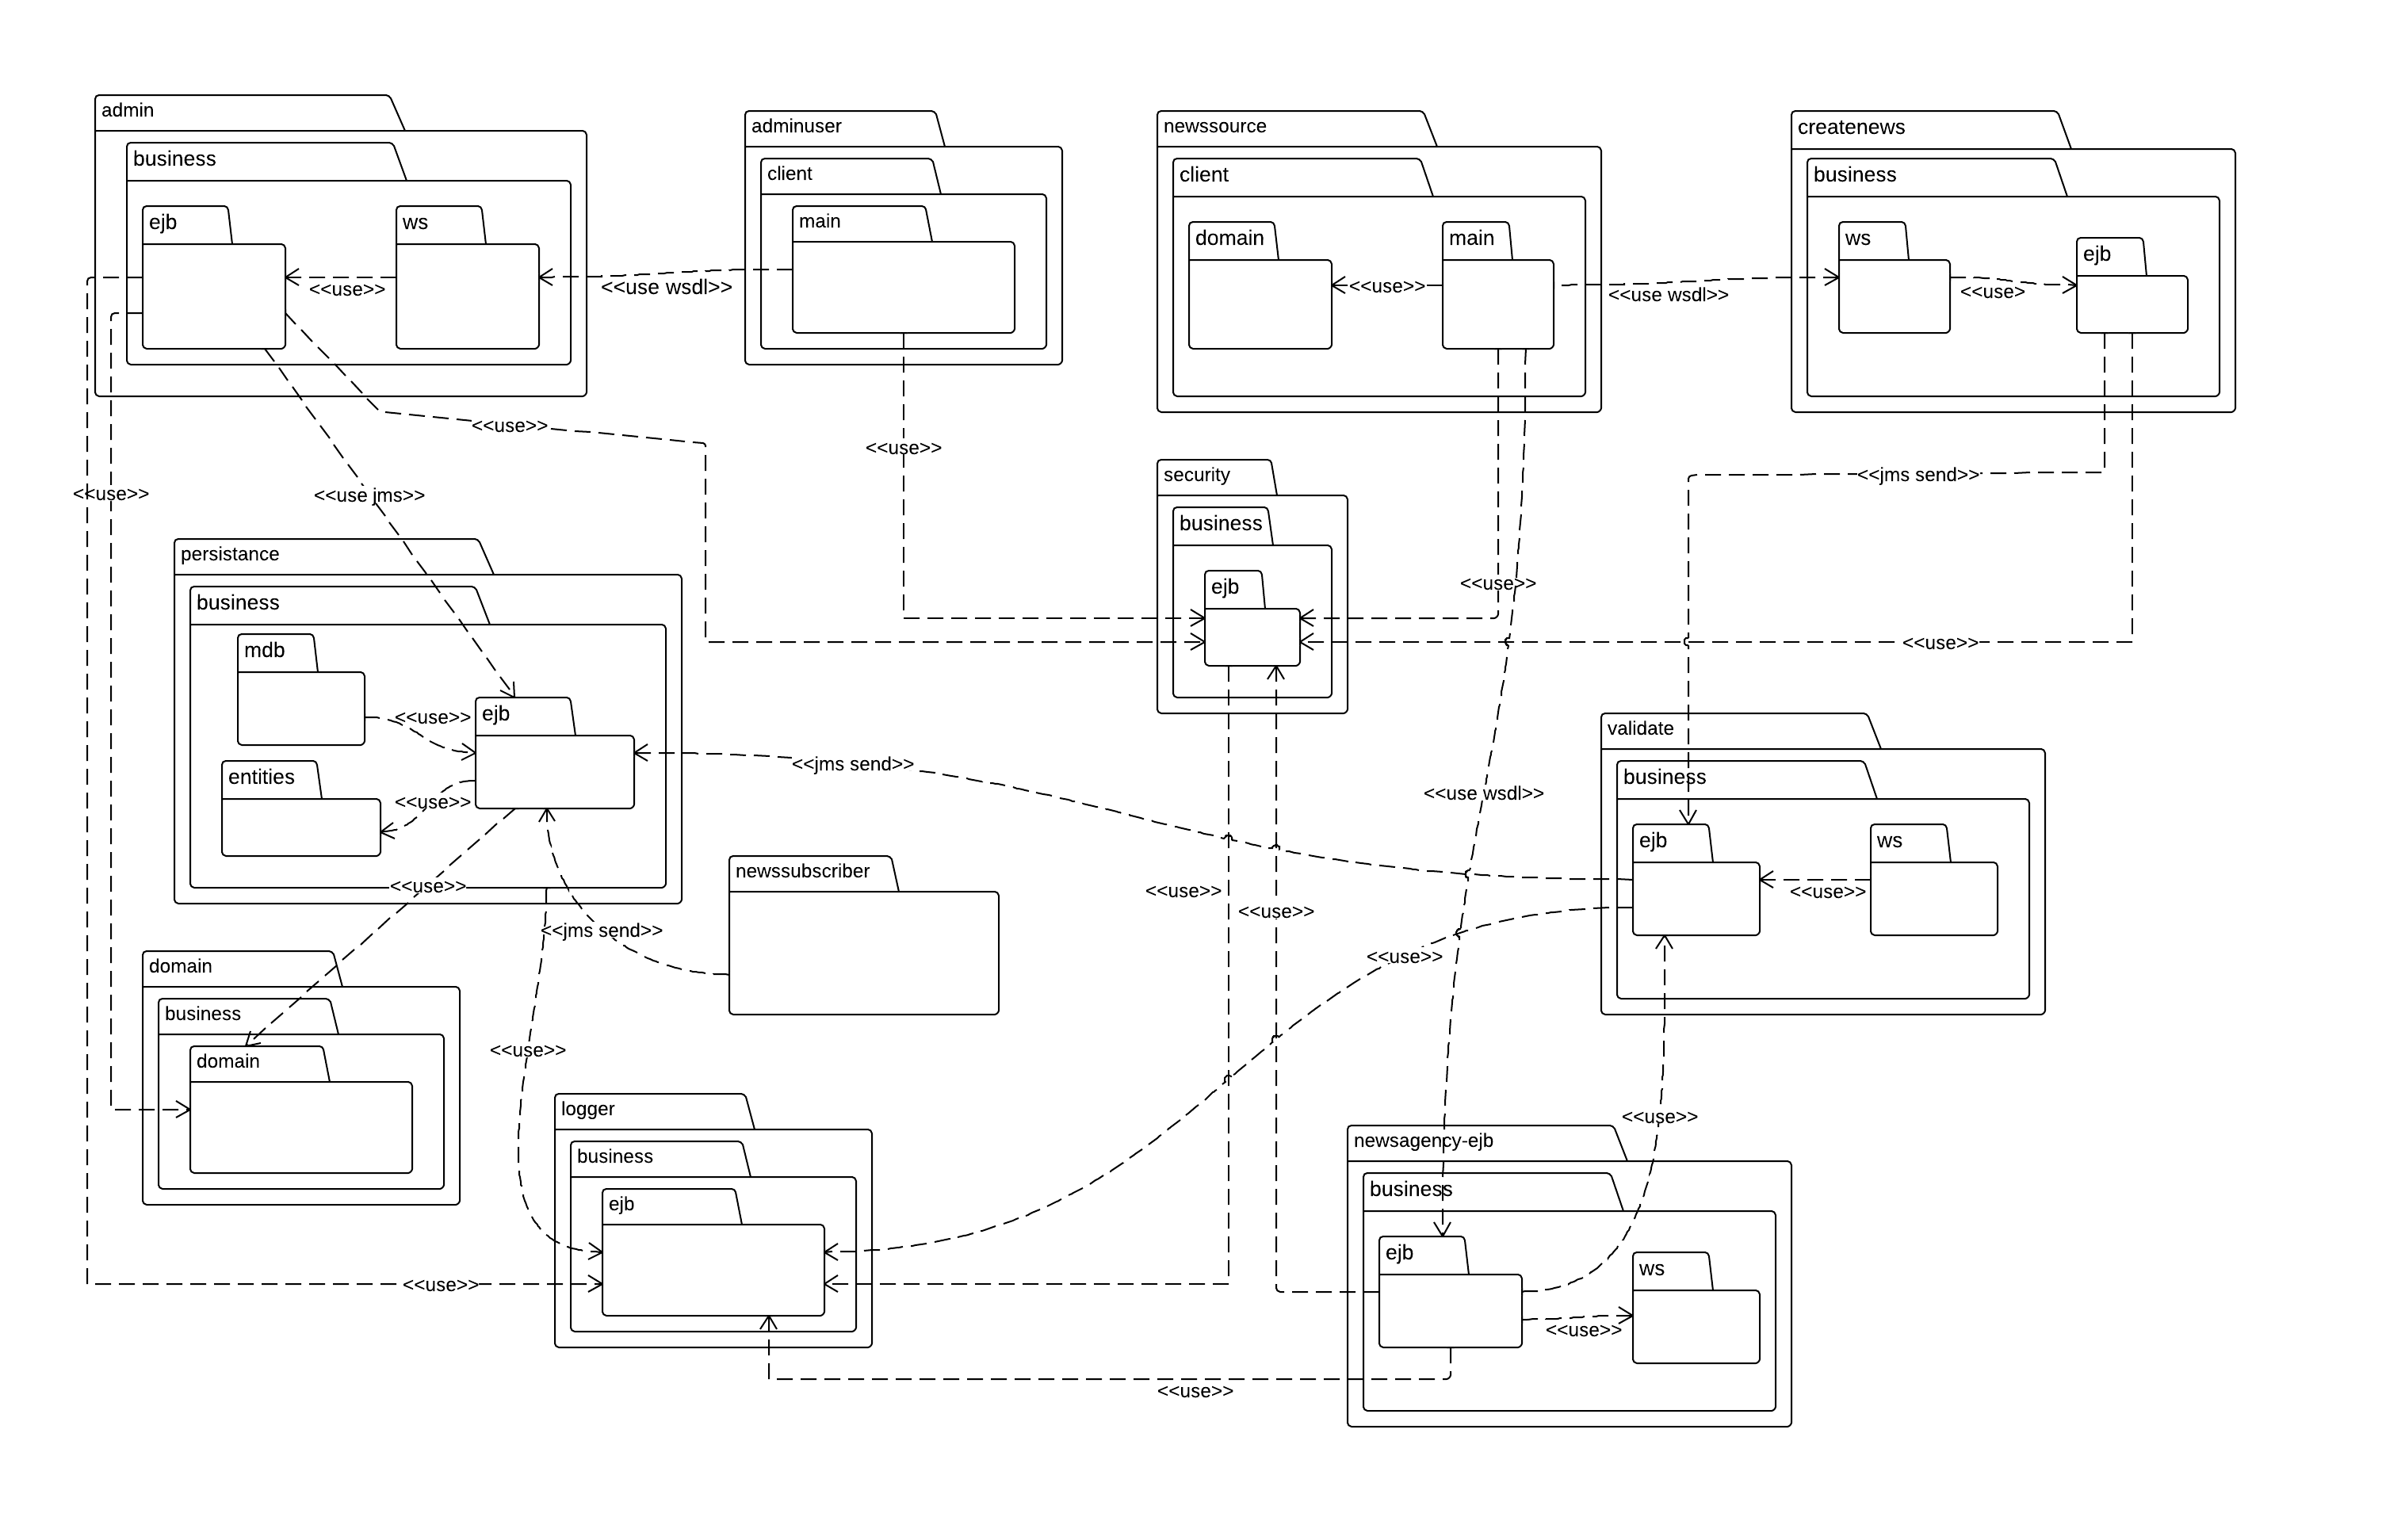 admin
business
ejb
ws
<<use>>
<<use wsdl>>
adminuser
client
main
newssource
client
domain
main
<<use>>
<<use wsdl>>
createnews
business
ws
ejb
<<use>
<<use>>
<<use>>
<<use>>
<<use jms>>
security
business
ejb
<<use>>
<<jms send>>
<<use>>
persistance
business
mdb
entities
ejb
<<use>>
<<use>>
<<use>>
<<jms send>>
<<use wsdl>>
validate
business
ejb
ws
<<use>>
newssubscriber
<<jms send>>
<<use>>
<<use>>
<<use>>
domain
business
domain
<<use>>
logger
business
ejb
<<use>>
<<use>>
newsagency-ejb
business
ejb
ws
<<use>>
<<use>>
<<use>>